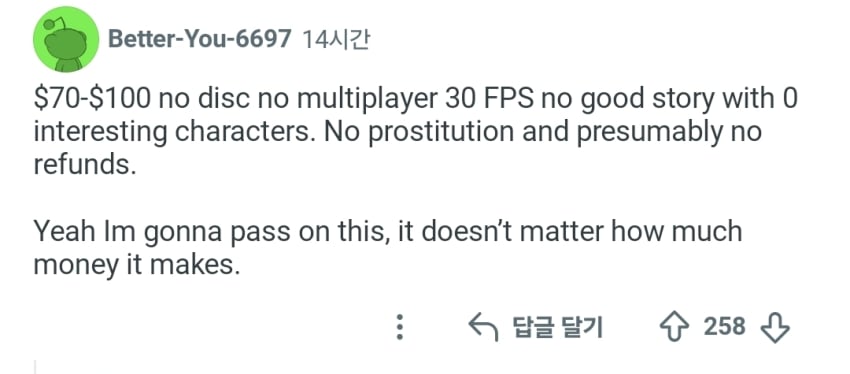 Better-You-6697 14시간
$70-$100 no disc no multiplayer 30 FPS no good story with 0
interesting characters. No prostitution and presumably no
refunds.
Yeah Im gonna pass on this, it doesn’t matter how much
money it makes.
답글 달기 258